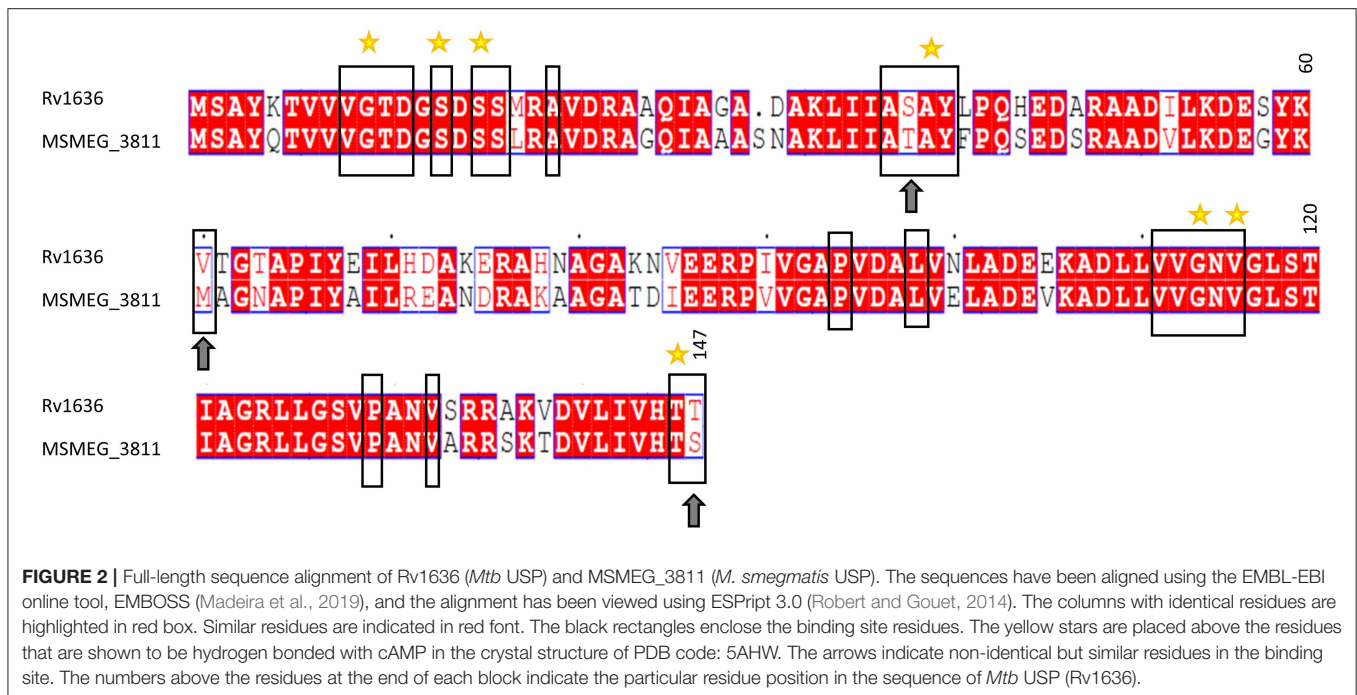 60
Rv1636 MSAYKTVVVGTDGSDSSMRAVDRAAQIAGA.DAKLIIASAYLPQHEDARAADILKDESYK
MSMEG_3811 MSAYQTVVVGTDGSDSSLRAVDRAGQIAAASNAKLIIATAYFPQSEDSRAADVLKDEGYK
120
Rv1636 VTGTAPIYEILHDAKERAHNAGAKNVEERPIVGAPVDALVNLADEEKADLLVVGNVGLST
MSMEG_3811 MAGNAPIYAILREANDRAKAAGATDIEERPVVGAPVDALVELADEVKADLLVVGNVGLST
147
Rv1636 IAGRLLGSVPANVSRRAKVDVLIVHTT
MSMEG_3811 IAGRLLGSVPANVARRSKTDVLIVHTS
FIGURE 2 | Full-length sequence alignment of Rv1636 (Mtb USP) and MSMEG_3811 (M. smegmatis USP). The sequences have been aligned using the EMBL-EBI
online tool, EMBOSS (Madeira et al., 2019), and the alignment has been viewed using ESPript 3.0 (Robert and Gouet, 2014). The columns with identical residues are
highlighted in red box. Similar residues are indicated in red font. The black rectangles enclose the binding site residues. The yellow stars are placed above the residues
that are shown to be hydrogen bonded with cAMP in the crystal structure of PDB code: 5AHW. The arrows indicate non-identical but similar residues in the binding
site. The numbers above the residues at the end of each block indicate the particular residue position in the sequence of Mtb USP (Rv1636).